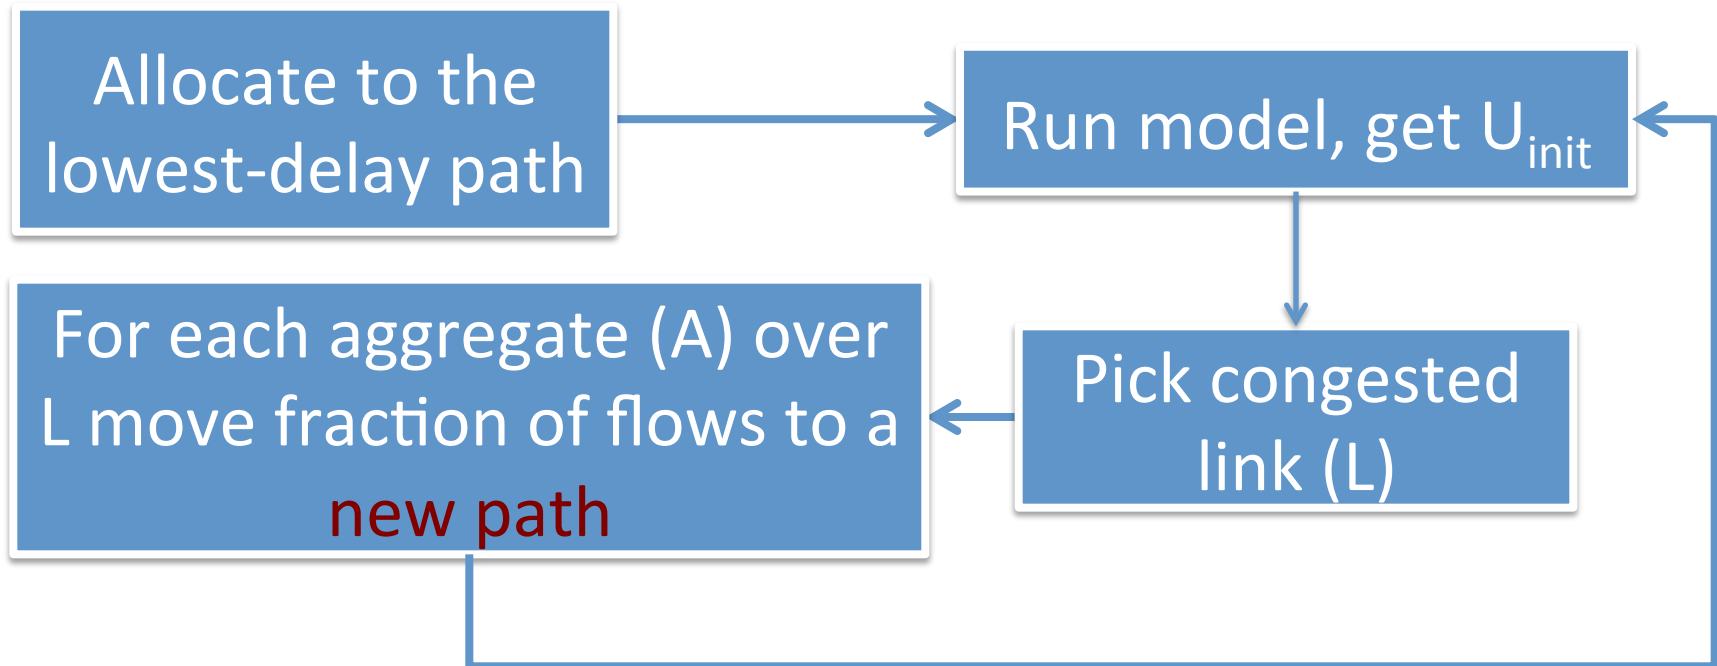 Allocate to the
lowest-delay path
Run model, get U_init
Pick congested
link (L)
For each aggregate (A) over
L move fraction of flows to a
new path